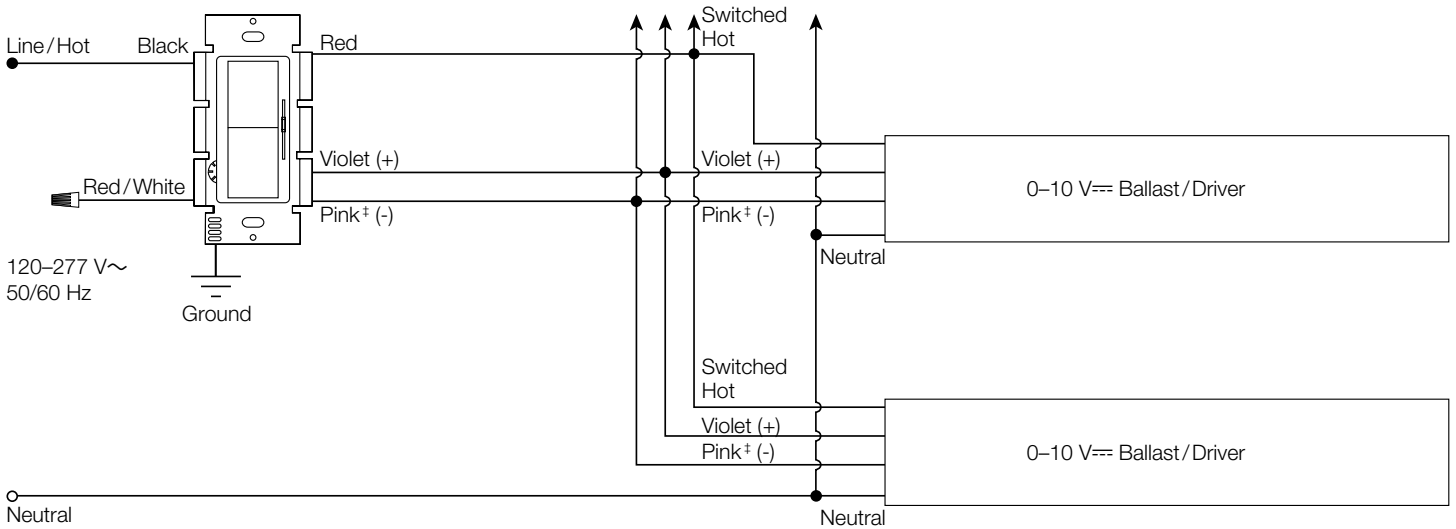 Switched
Hot
Line/Hot
Black
Red
Violet (+)
Violet (+)
0–10 V⎓ Ballast/Driver
Red/White
Pink‡ (-)
Pink‡ (-)
Neutral
120–277 V～
50/60 Hz
Ground
Switched
Hot
Violet (+)
Pink‡ (-)
0–10 V⎓ Ballast/Driver
Neutral
Neutral